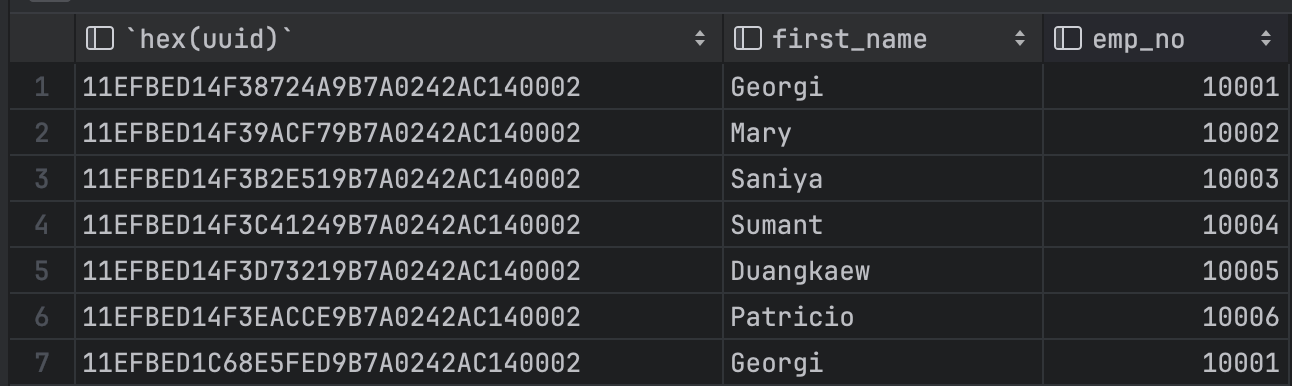 `hex(uuid)` first_name emp_no
1 11EFBED14F38724A9B7A0242AC140002 Georgi 10001
2 11EFBED14F39ACF79B7A0242AC140002 Mary 10002
3 11EFBED14F3B2E519B7A0242AC140002 Saniya 10003
4 11EFBED14F3C41249B7A0242AC140002 Sumant 10004
5 11EFBED14F3D73219B7A0242AC140002 Duangkaew 10005
6 11EFBED14F3EACCE9B7A0242AC140002 Patricio 10006
7 11EFBED1C68E5FED9B7A0242AC140002 Georgi 10001